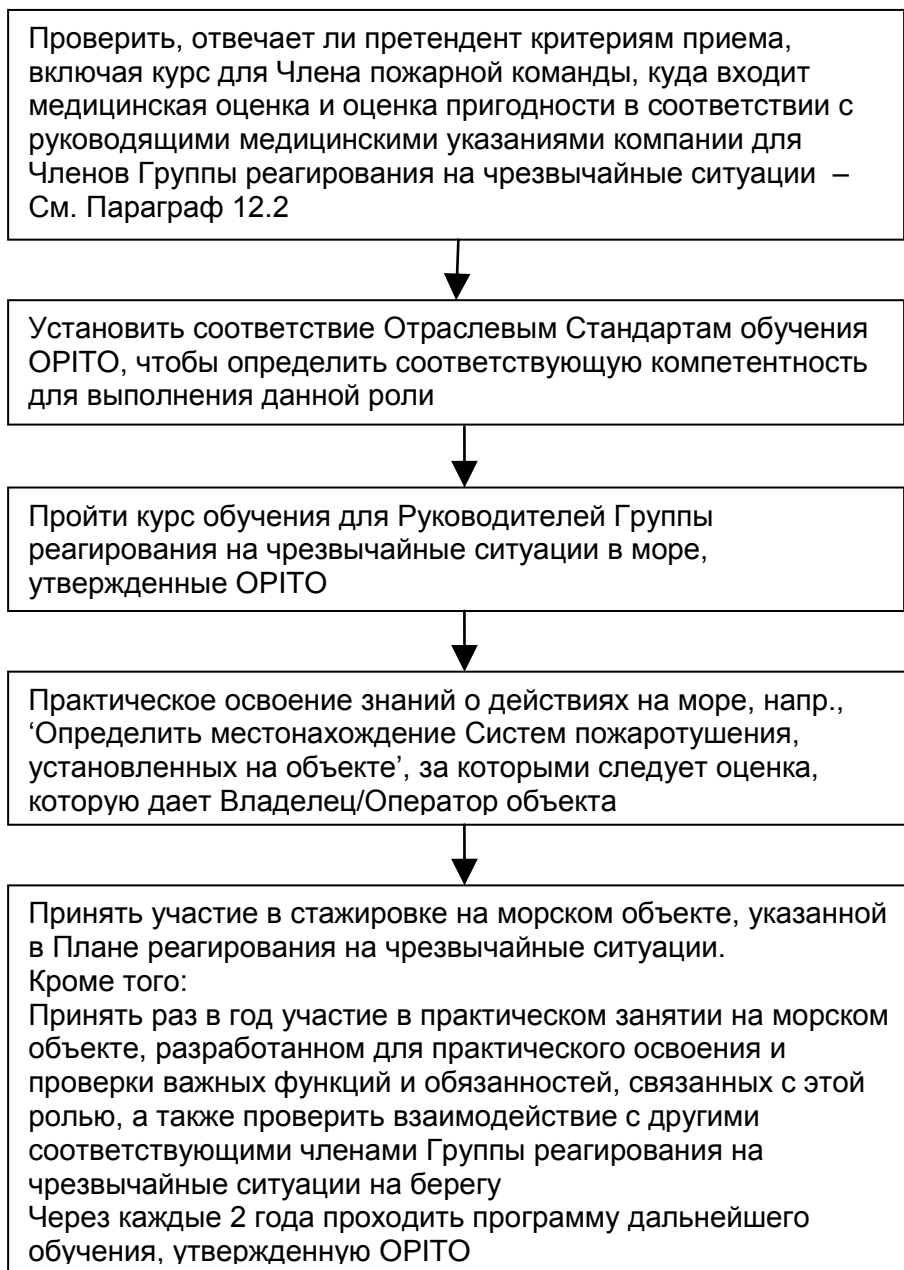 Проверить, отвечает ли претендент критериям приема,
включая курс для Члена пожарной команды, куда входит
медицинская оценка и оценка пригодности в соответствии с
руководящими медицинскими указаниями компании для
Членов Группы реагирования на чрезвычайные ситуации –
См. Параграф 12.2
Установить соответствие Отраслевым Стандартам обучения
OPITO, чтобы определить соответствующую компетентность
для выполнения данной роли
Пройти курс обучения для Руководителей Группы
реагирования на чрезвычайные ситуации в море,
утвержденные OPITO
Практическое освоение знаний о действиях на море, напр.,
‘Определить местонахождение Систем пожаротушения,
установленных на объекте’, за которыми следует оценка,
которую дает Владелец/Оператор объекта
Принять участие в стажировке на морском объекте, указанной
в Плане реагирования на чрезвычайные ситуации.
Кроме того:
Принять раз в год участие в практическом занятии на морском
объекте, разработанном для практического освоения и
проверки важных функций и обязанностей, связанных с этой
ролью, а также проверить взаимодействие с другими
соответствующими членами Группы реагирования на
чрезвычайные ситуации на берегу
Через каждые 2 года проходить программу дальнейшего
обучения, утвержденную OPITO